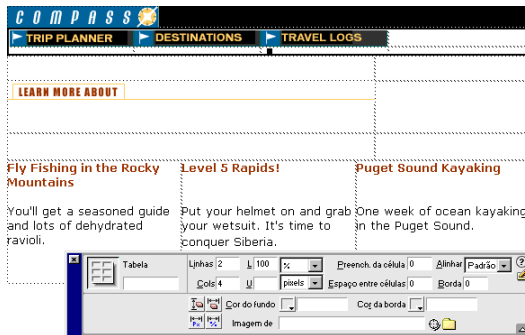 COMPASS
TRIP PLANNER DESTINATIONS TRAVEL LOGS
LEARN MORE ABOUT
Fly Fishing in the Rocky Mountains
You'll get a seasoned guide and lots of dehydrated ravioli.
Level 5 Rapids!
Put your helmet on and grab your wetsuit. It's time to conquer Siberia.
Puget Sound Kayaking
One week of ocean kayaking in the Puget Sound.
Tabela
Linhas 2 L 100 % Preench. da célula 0 Alinhar Padrão
Cols 4 U pixels Espaço entre células 0 Borda 0
Cor do fundo Cor da borda
Imagem de